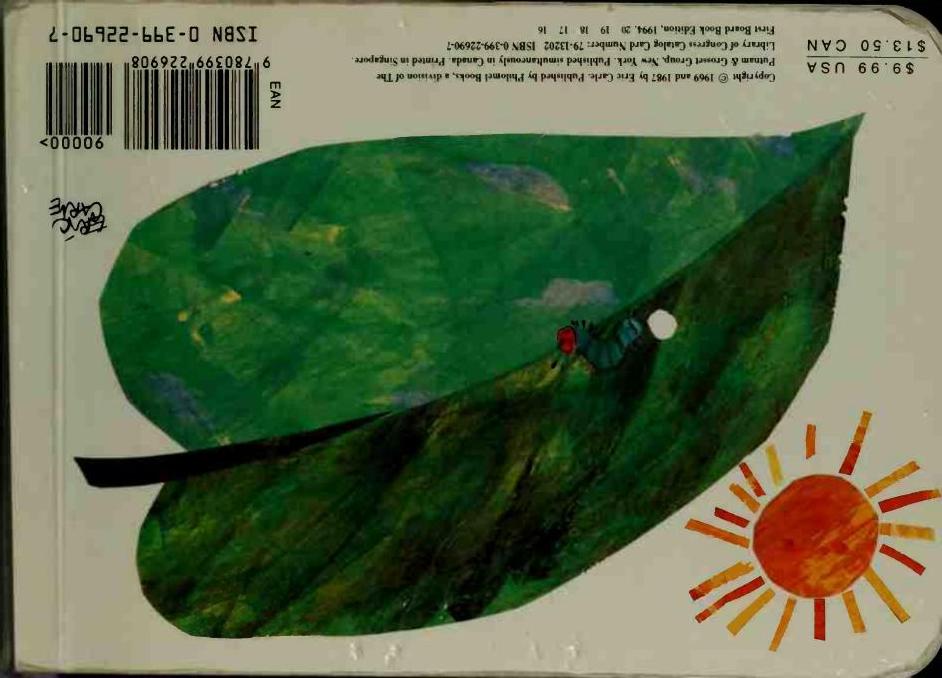 ERIC
CARLE
$9.99 USA
$13.50 CAN
Copyright © 1969 and 1987 by Eric Carle. Published by Philomel Books, a division of The
Putnam & Grosset Group, New York. Published simultaneously in Canada. Printed in Singapore.
Library of Congress Catalog Card Number: 79-13202 ISBN 0-399-22690-7
First Board Book Edition, 1994. 20 19 18 17 16
EAN
90000>
9 780399 226908
ISBN 0-399-22690-7